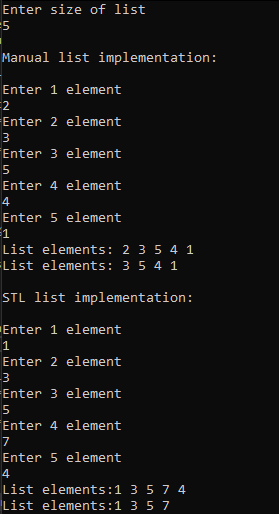 Enter size of list
5
Manual list implementation:
Enter 1 element
2
Enter 2 element
3
Enter 3 element
5
Enter 4 element
4
Enter 5 element
1
List elements: 2 3 5 4 1
List elements: 3 5 4 1
STL list implementation:
Enter 1 element
1
Enter 2 element
3
Enter 3 element
5
Enter 4 element
7
Enter 5 element
4
List elements:1 3 5 7 4
List elements:1 3 5 7